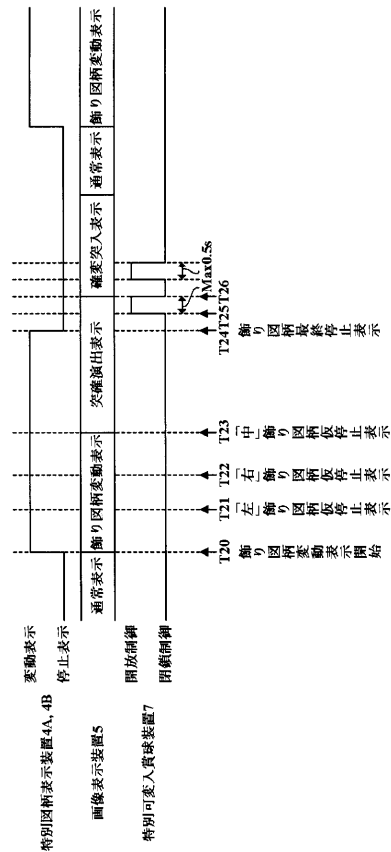 特別図柄表示装置4A, 4B
変動表示
停止表示
画像表示装置5
通常表示
飾り図柄変動表示
突確演出表示
確変突入表示
通常表示
飾り図柄変動表示
特別可変入賞球装置7
開放制御
閉鎖制御
Max0.5s
T20
飾り図柄変動表示開始
T21
「左」飾り図柄仮停止表示
T22
「右」飾り図柄仮停止表示
T23
「中」飾り図柄仮停止表示
T24
飾り図柄最終停止表示
T25
T26